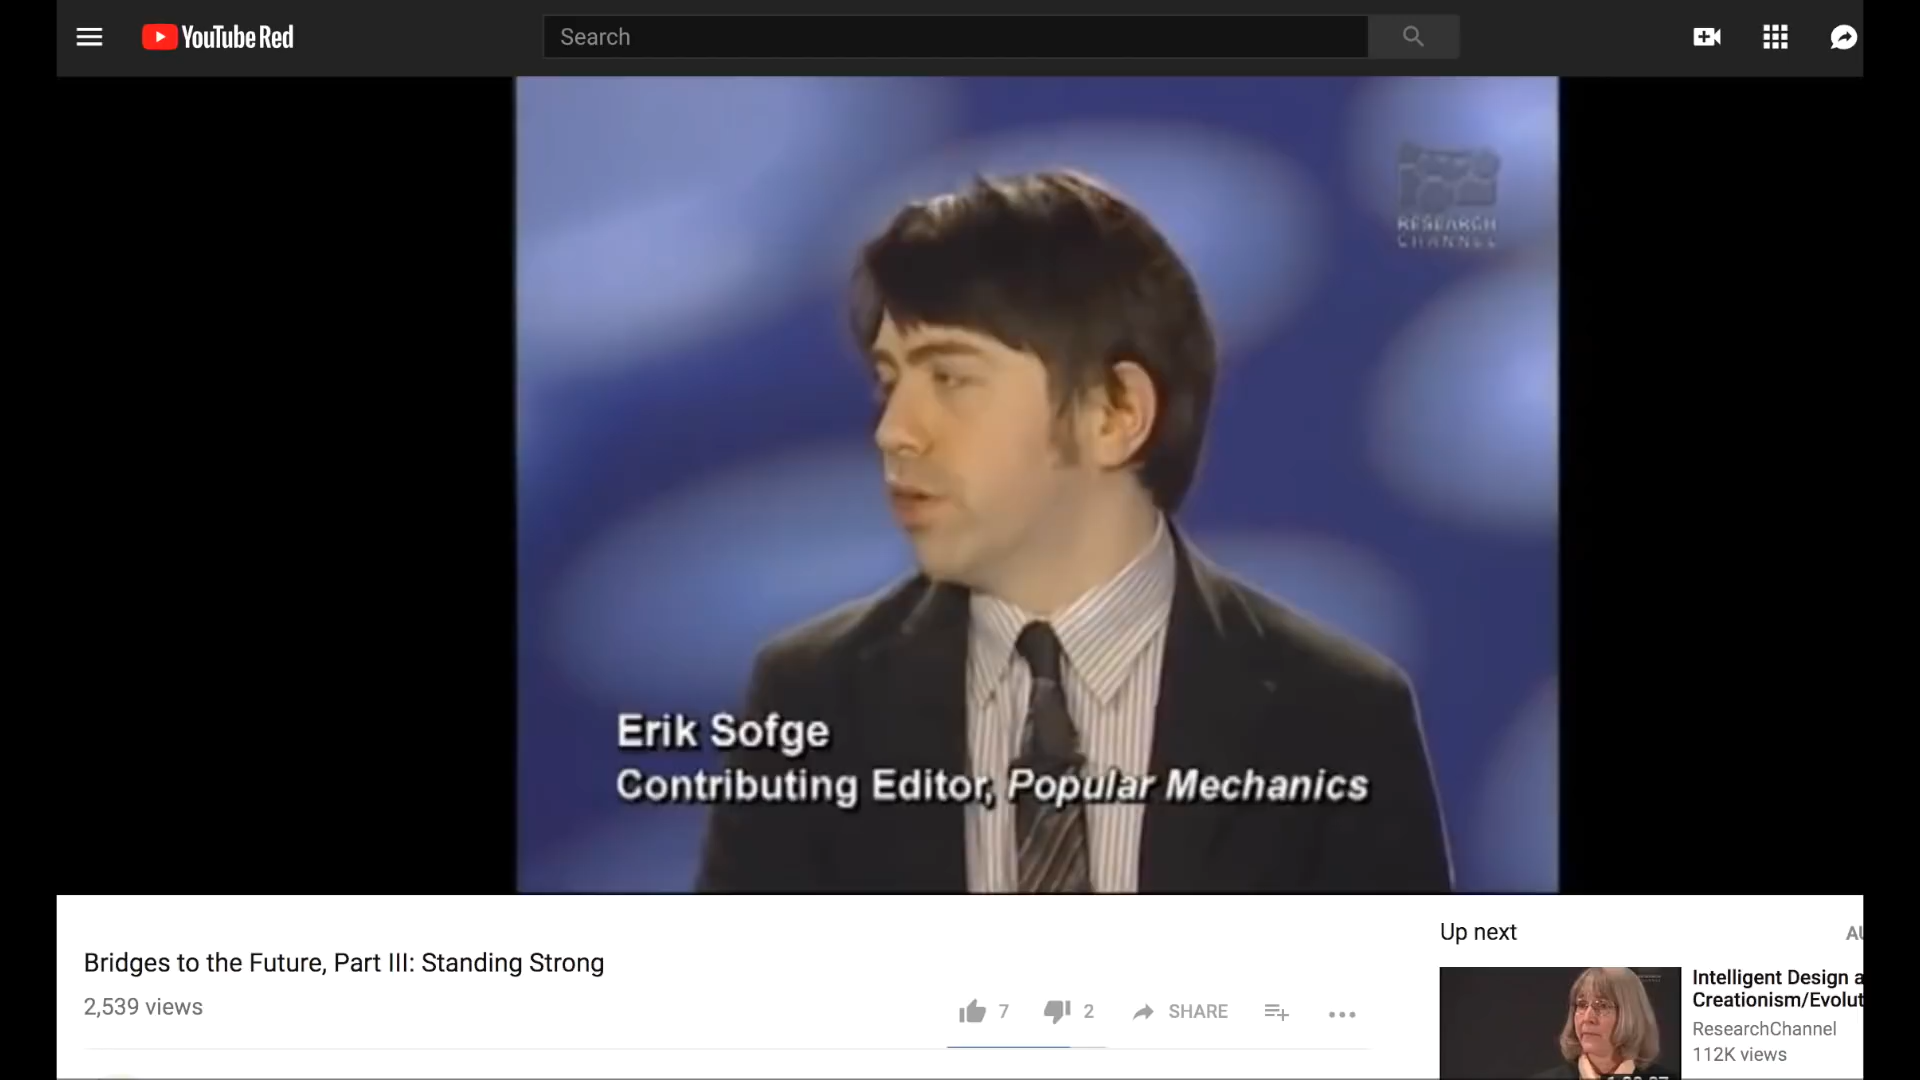 YouTube Red
Search
RESEARCH
CHANNEL
Erik Sofge
Contributing Editor, Popular Mechanics
Bridges to the Future, Part III: Standing Strong
2,539 views
7
2
SHARE
Up next
AU
Intelligent Design a
Creationism/Evolut
ResearchChannel
112K views